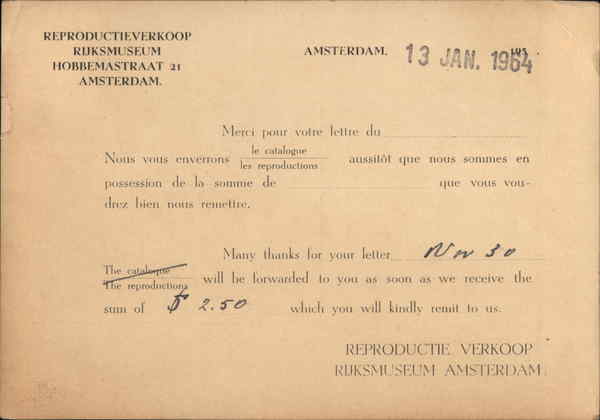 REPRODUCTIEVERKOOP
RIJKSMUSEUM
HOBBEMASTRAAT 21
AMSTERDAM.
AMSTERDAM, 13 JAN. 1964
Merci pour votre lettre du
Nous vous enverrons le catalogue
les reproductions aussitôt que nous sommes en
possession de la somme de que vous vou-
drez bien nous remettre.
Many thanks for your letter Nov 30
The catalogue
The reproductions will be forwarded to you as soon as we receive the
sum of $ 2.50 which you will kindly remit to us.
REPRODUCTIE VERKOOP
RIJKSMUSEUM AMSTERDAM.